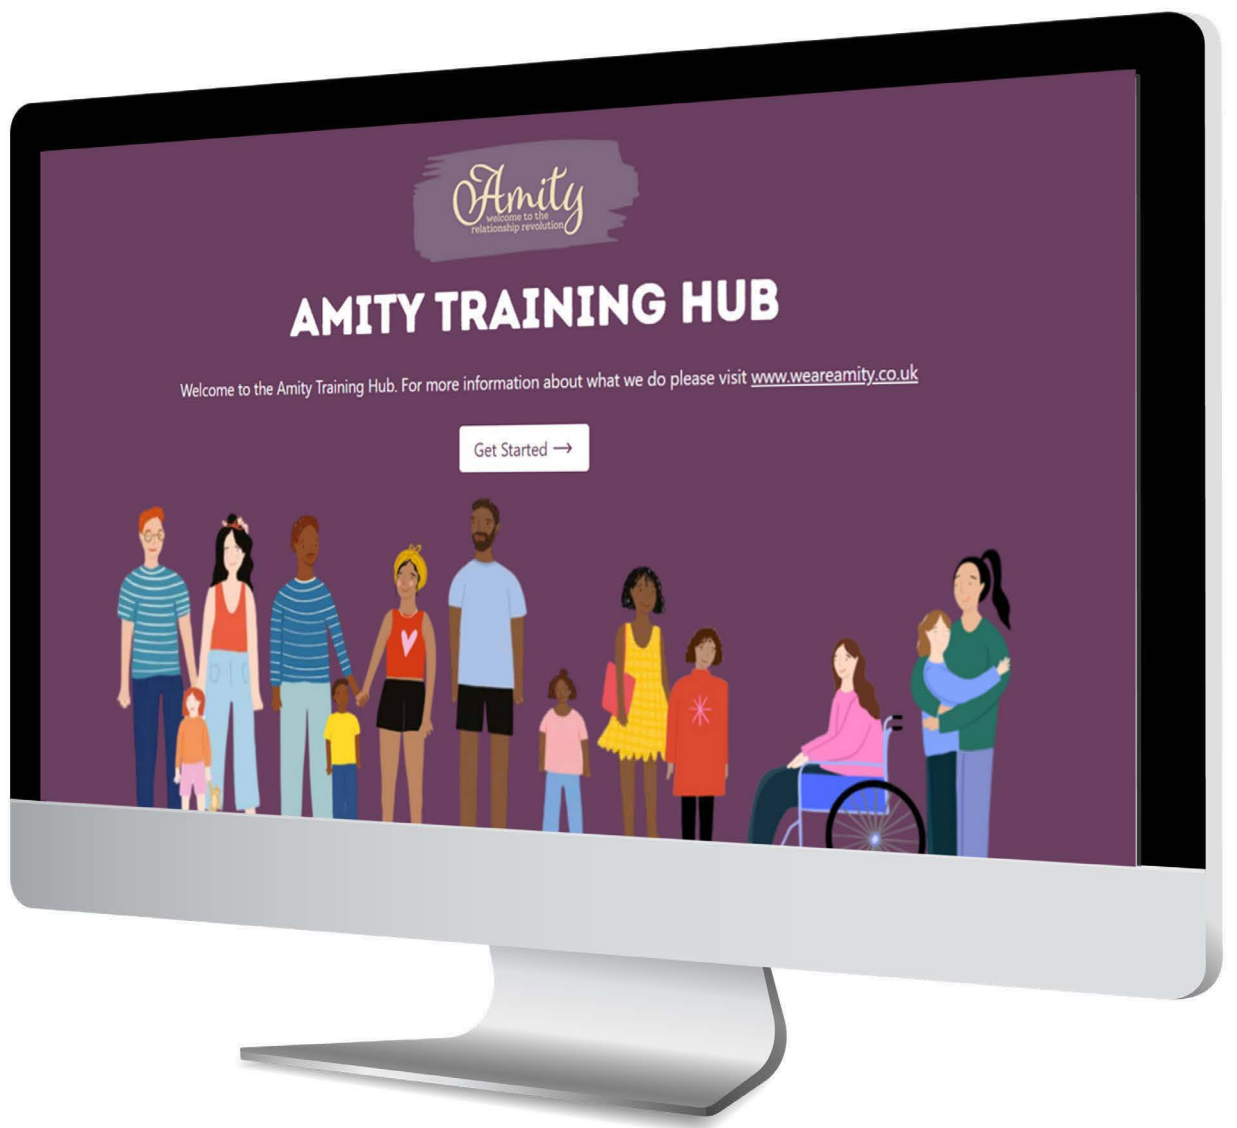 Amity
welcome to the
relationship revolution
AMITY TRAINING HUB
Welcome to the Amity Training Hub. For more information about what we do please visit www.weareamity.co.uk
Get Started →